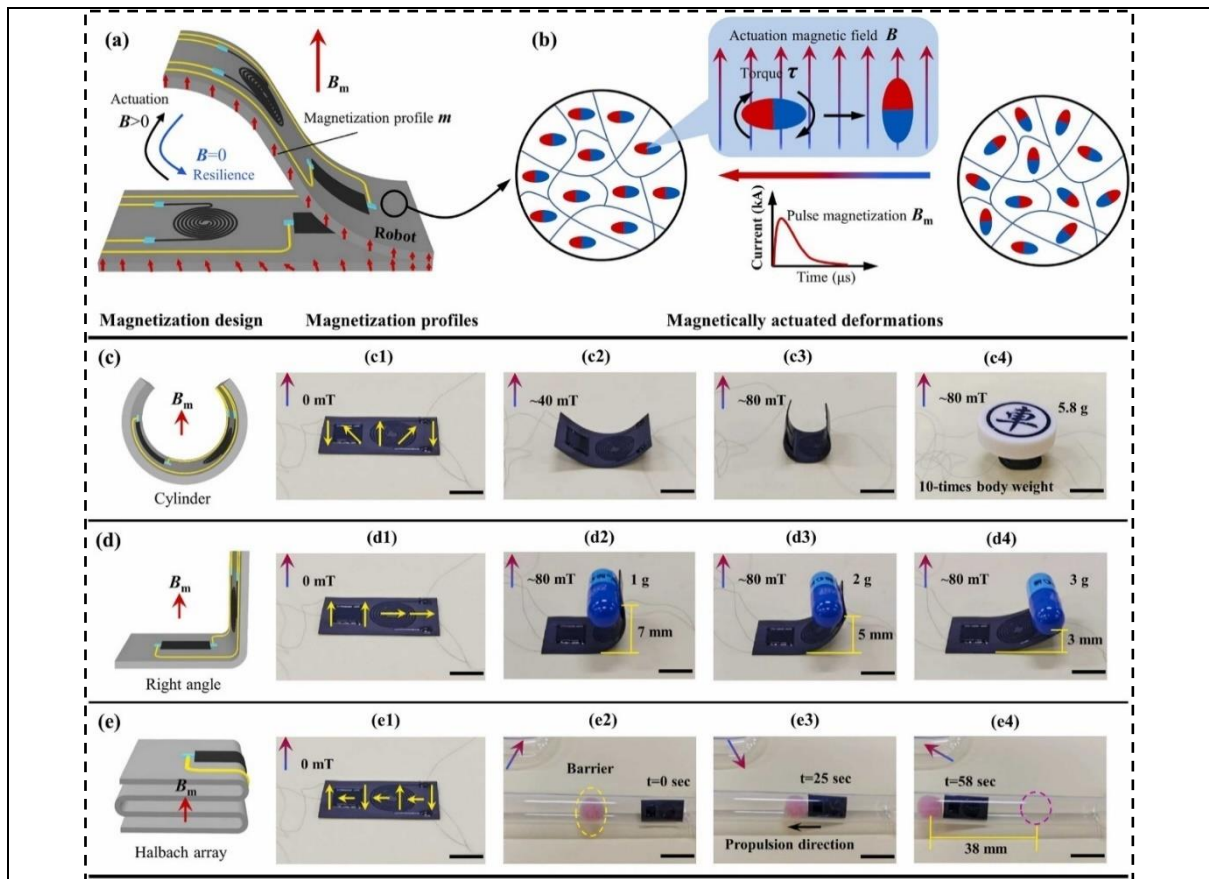 (a)
B_m
Actuation
B>0
Magnetization profile m
B=0
Resilience
Robot
(b)
Actuation magnetic field B
Torque τ
Pulse magnetization B_m
Current (kA)
Time (μs)
Magnetization design
Magnetization profiles
Magnetically actuated deformations
(c)
B_m
Cylinder
(c1)
0 mT
(c2)
~40 mT
(c3)
~80 mT
(c4)
~80 mT
5.8 g
車
10-times body weight
(d)
B_m
Right angle
(d1)
0 mT
(d2)
~80 mT
1 g
7 mm
(d3)
~80 mT
2 g
5 mm
(d4)
~80 mT
3 g
3 mm
(e)
B_m
Halbach array
(e1)
0 mT
(e2)
Barrier
t=0 sec
(e3)
t=25 sec
Propulsion direction
(e4)
t=58 sec
38 mm